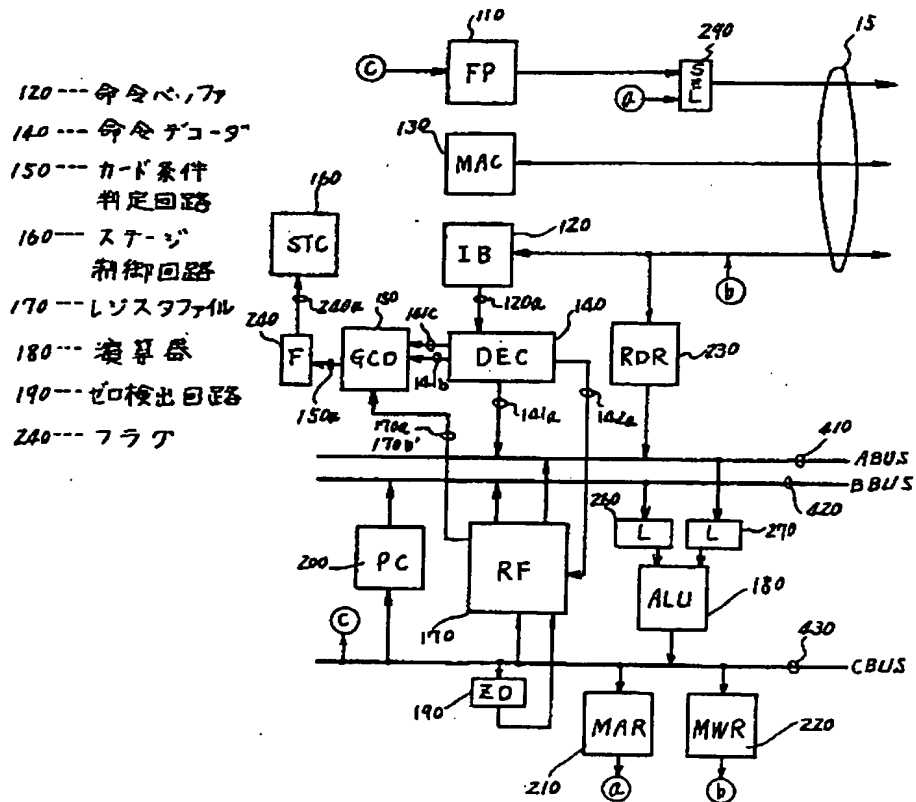 110
290
15
C
FP
SEL
a
120---命令バッファ
140---命令デコーダ
150---カード条件
判定回路
160---ステージ
制御回路
170---レジスタファイル
180---演算器
190---ゼロ検出回路
240---フラグ
130
MAC
160
STC
120
IB
b
240a
150
141c
120a
140
240
F
GCD
DEC
RDR
230
141b
150a
141a
142a
170a
170b'
410
ABUS
BBUS
420
260
L
L
270
200
PC
RF
ALU
180
170
C
430
CBUS
ZD
190
MAR
MWR
220
210
a
b